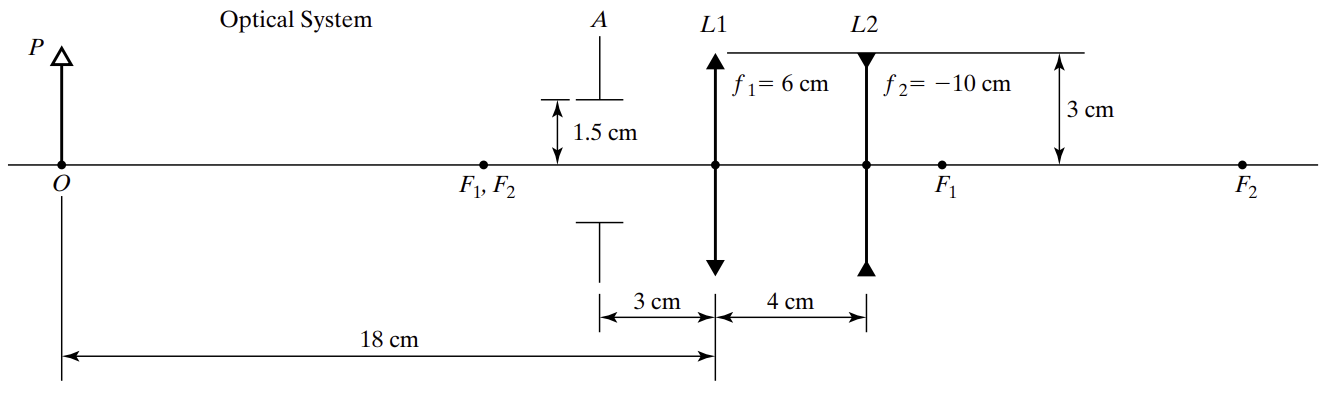 Optical System
A
L1
L2
P
f1= 6 cm
f2= −10 cm
3 cm
1.5 cm
O
F1, F2
F1
F2
3 cm
4 cm
18 cm